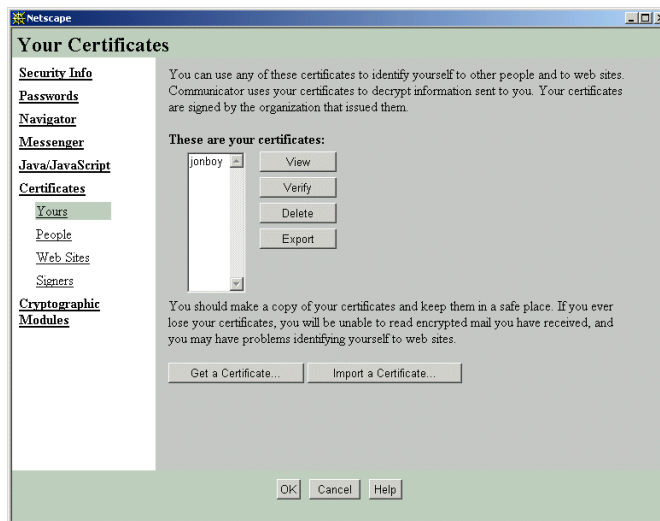 Netscape
Your Certificates
Security Info
Passwords
Navigator
Messenger
Java/JavaScript
Certificates
Yours
People
Web Sites
Signers
Cryptographic
Modules
You can use any of these certificates to identify yourself to other people and to web sites.
Communicator uses your certificates to decrypt information sent to you. Your certificates
are signed by the organization that issued them.
These are your certificates:
jonboy
View
Verify
Delete
Export
You should make a copy of your certificates and keep them in a safe place. If you ever
lose your certificates, you will be unable to read encrypted mail you have received, and
you may have problems identifying yourself to web sites.
Get a Certificate... Import a Certificate...
OK Cancel Help